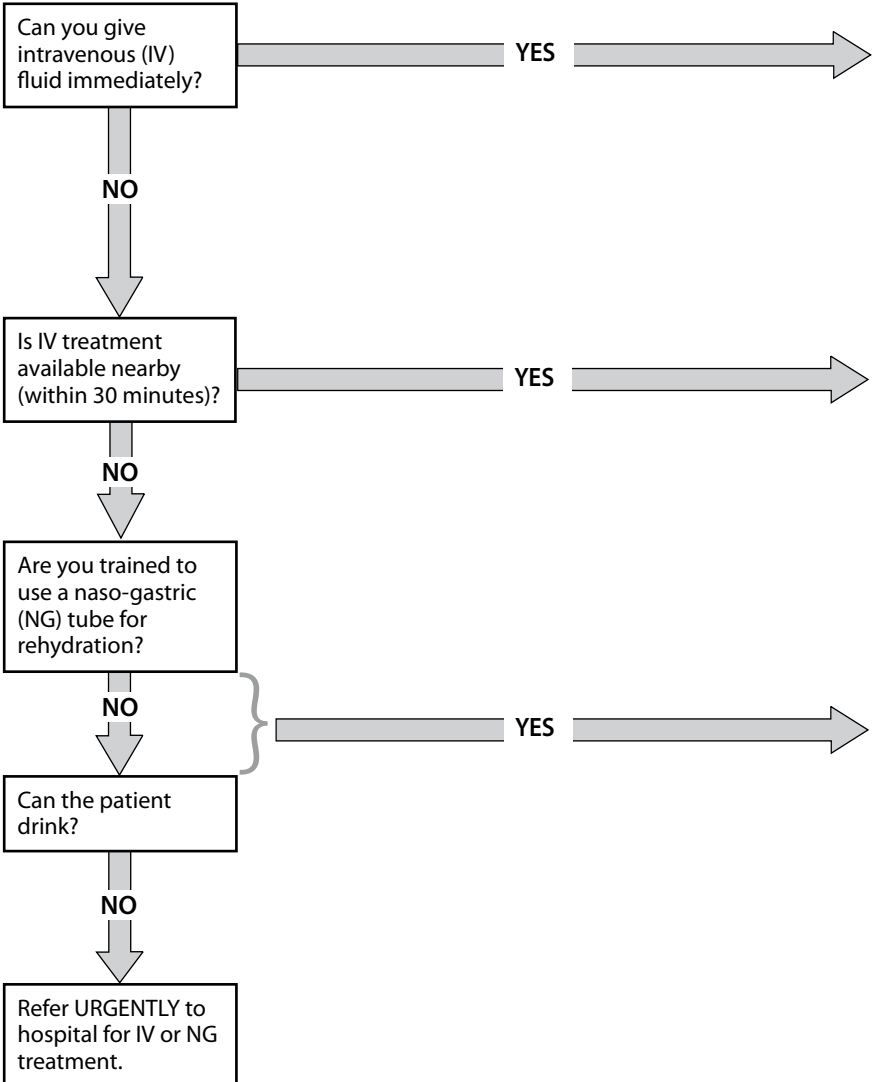 Can you give
intravenous (IV)
fluid immediately?
YES
NO
Is IV treatment
available nearby
(within 30 minutes)?
YES
NO
Are you trained to
use a naso-gastric
(NG) tube for
rehydration?
NO
YES
Can the patient
drink?
NO
Refer URGENTLY to
hospital for IV or NG
treatment.